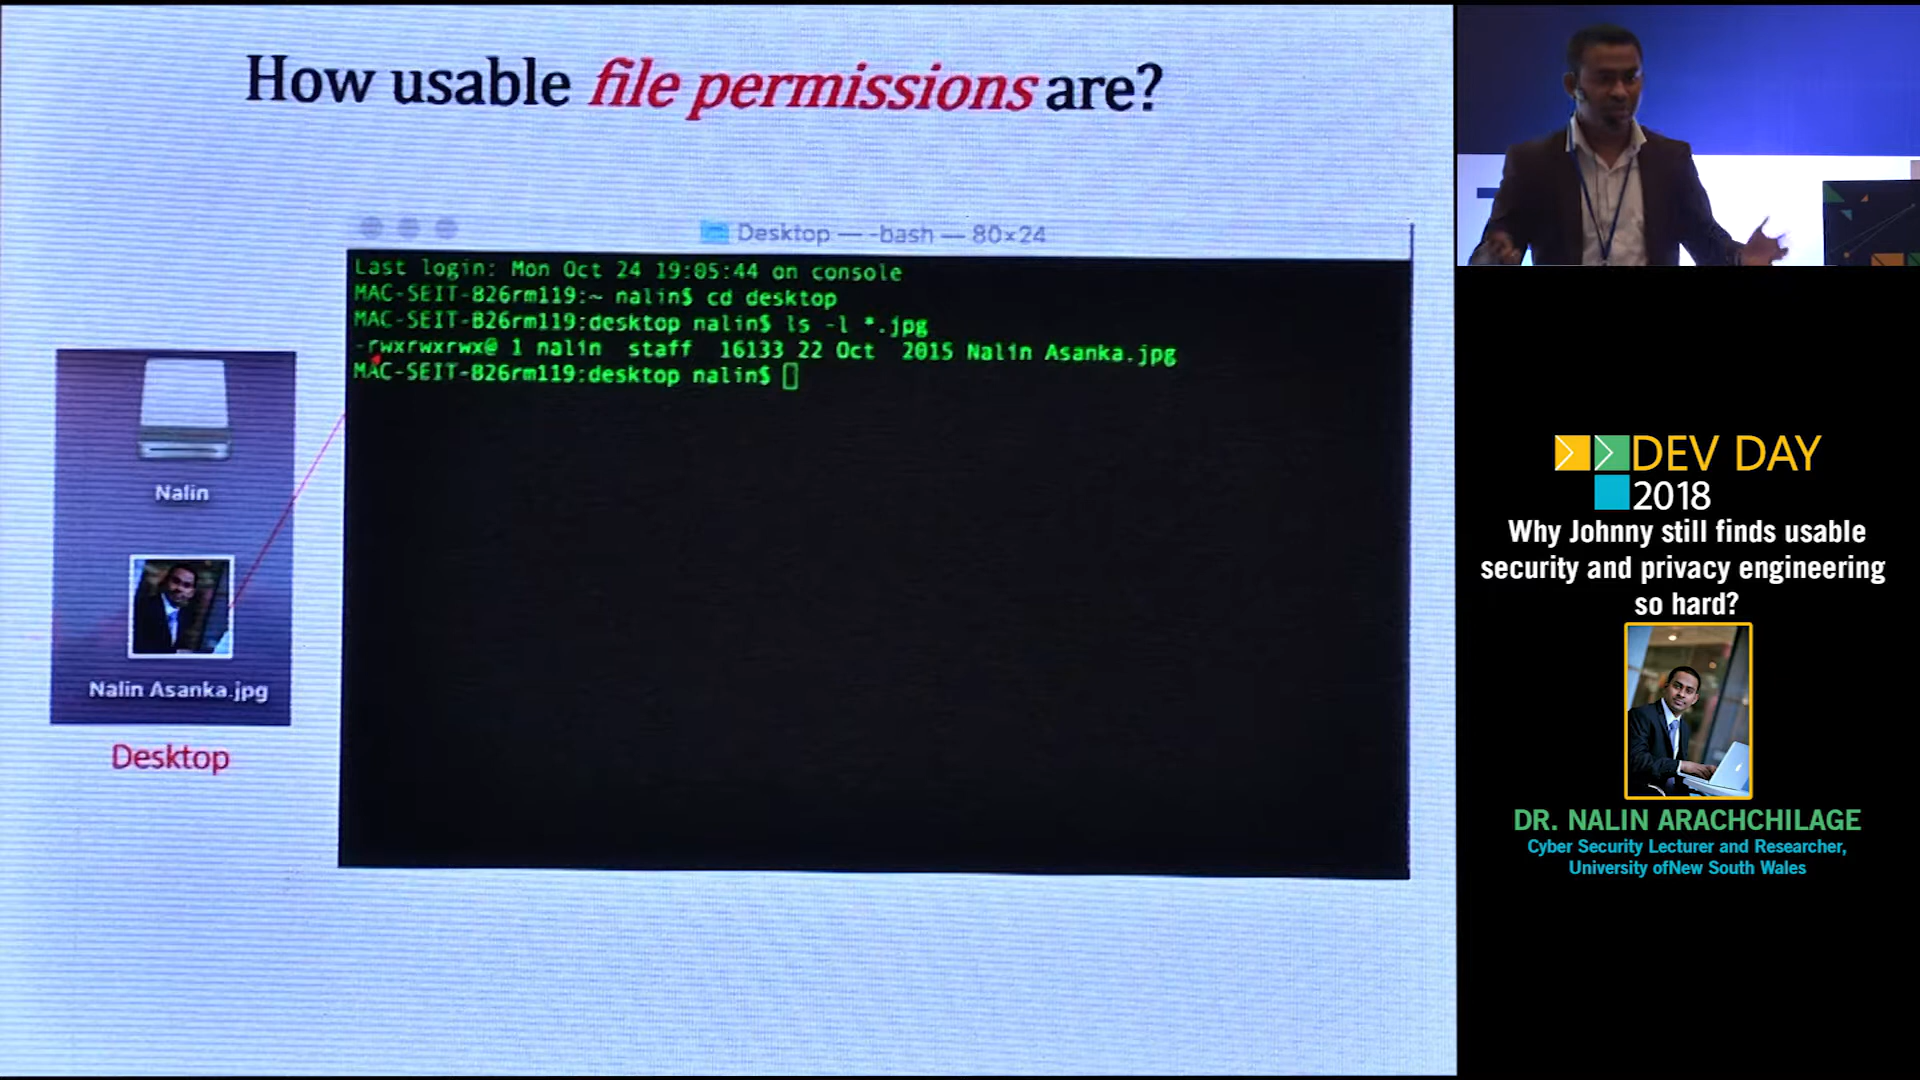 How usable file permissions are?
Desktop — -bash — 80×24
Last login: Mon Oct 24 19:05:44 on console
MAC-SEIT-826rm119:~ nalin$ cd desktop
MAC-SEIT-826rm119:desktop nalin$ ls -l *.jpg
-rwxrwxrwx@ 1 nalin staff 16133 22 Oct 2015 Nalin Asanka.jpg
MAC-SEIT-826rm119:desktop nalin$
Nalin
Nalin Asanka.jpg
Desktop
DEV DAY
2018
Why Johnny still finds usable
security and privacy engineering
so hard?
DR. NALIN ARACHCHILAGE
Cyber Security Lecturer and Researcher,
University ofNew South Wales